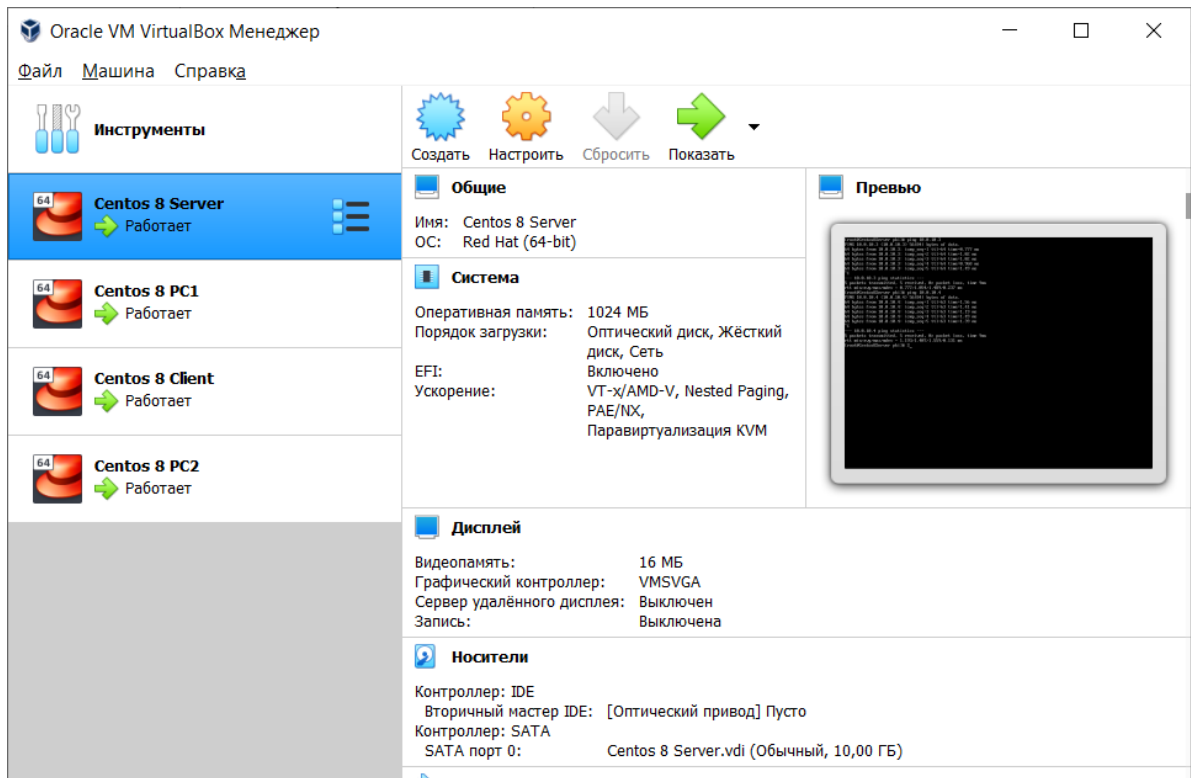 Oracle VM VirtualBox Менеджер
Файл Машина Справка
Инструменты
Создать Настроить Сбросить Показать
64
Centos 8 Server
Работает
64
Centos 8 PC1
Работает
64
Centos 8 Client
Работает
64
Centos 8 PC2
Работает
Общие
Имя: Centos 8 Server
ОС: Red Hat (64-bit)
Превью
Система
Оперативная память: 1024 МБ
Порядок загрузки: Оптический диск, Жёсткий
диск, Сеть
EFI: Включено
Ускорение: VT-x/AMD-V, Nested Paging,
PAE/NX,
Паравиртуализация KVM
Дисплей
Видеопамять: 16 МБ
Графический контроллер: VMSVGA
Сервер удалённого дисплея: Выключен
Запись: Выключена
Носители
Контроллер: IDE
Вторичный мастер IDE: [Оптический привод] Пусто
Контроллер: SATA
SATA порт 0: Centos 8 Server.vdi (Обычный, 10,00 ГБ)